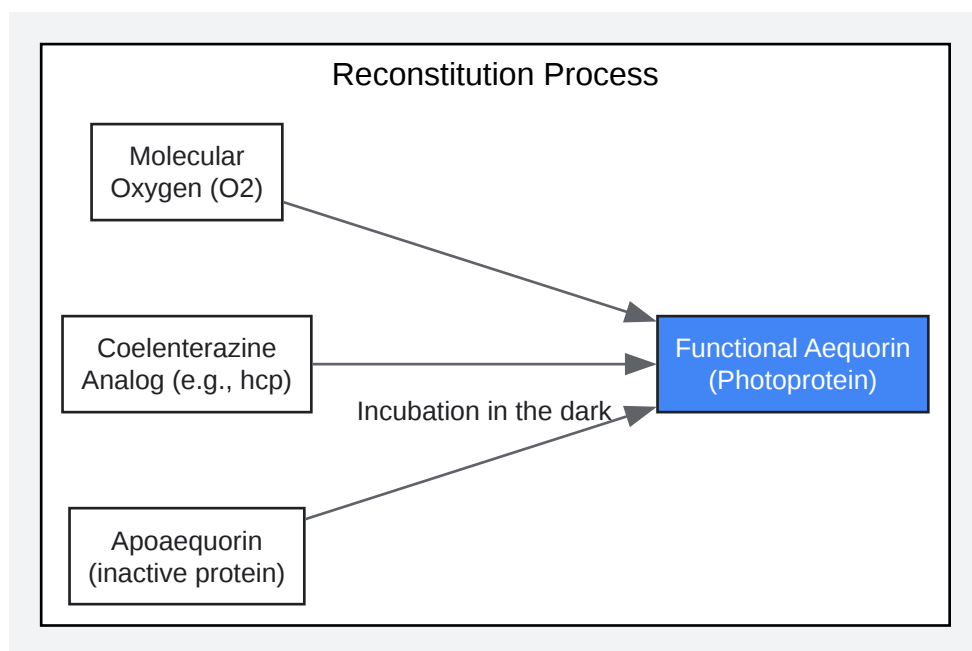 Reconstitution Process
Molecular
Oxygen (O2)
Coelenterazine
Analog (e.g., hcp)
Functional Aequorin
(Photoprotein)
Incubation in the dark
Apoaequorin
(inactive protein)